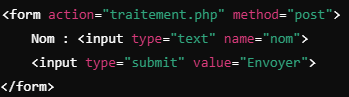 <form action="traitement.php" method="post">
    Nom : <input type="text" name="nom">
    <input type="submit" value="Envoyer">
</form>